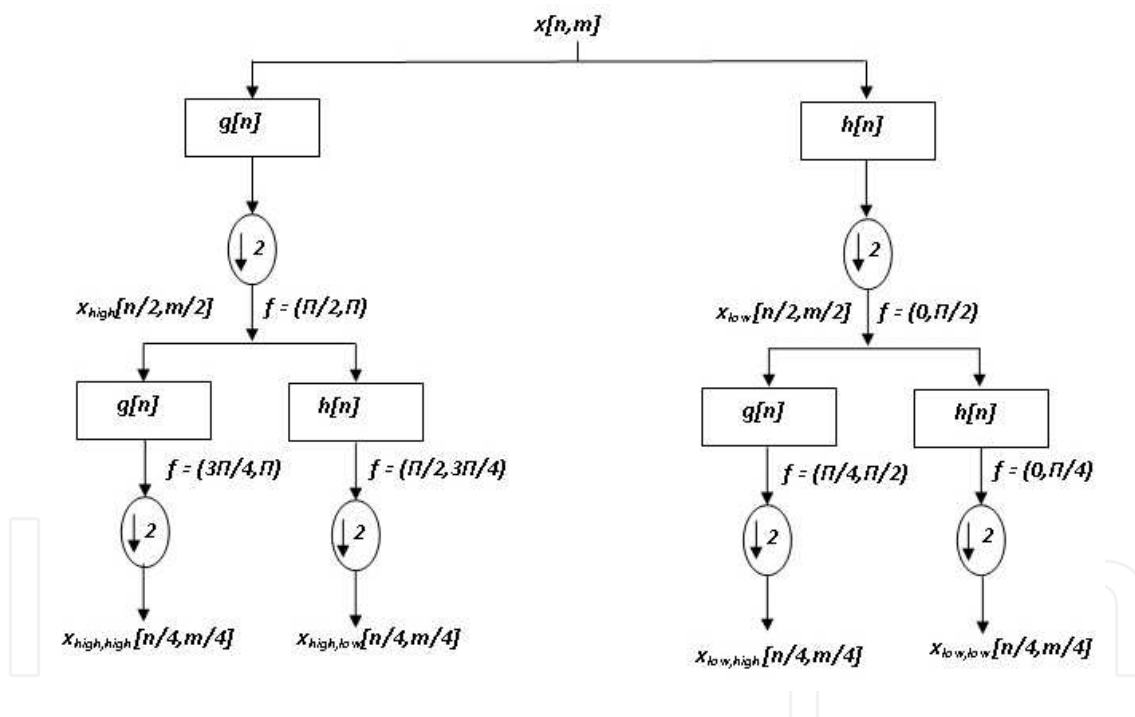 x[n,m]
g[n]
h[n]
2
2
x_high[n/2,m/2]
f = (Π/2,Π)
x_low[n/2,m/2]
f = (0,Π/2)
g[n]
h[n]
g[n]
h[n]
f = (3Π/4,Π)
f = (Π/2,3Π/4)
f = (Π/4,Π/2)
f = (0,Π/4)
2
2
2
2
x_high,high[n/4,m/4]
x_high,low[n/4,m/4]
x_low,high[n/4,m/4]
x_low,low[n/4,m/4]